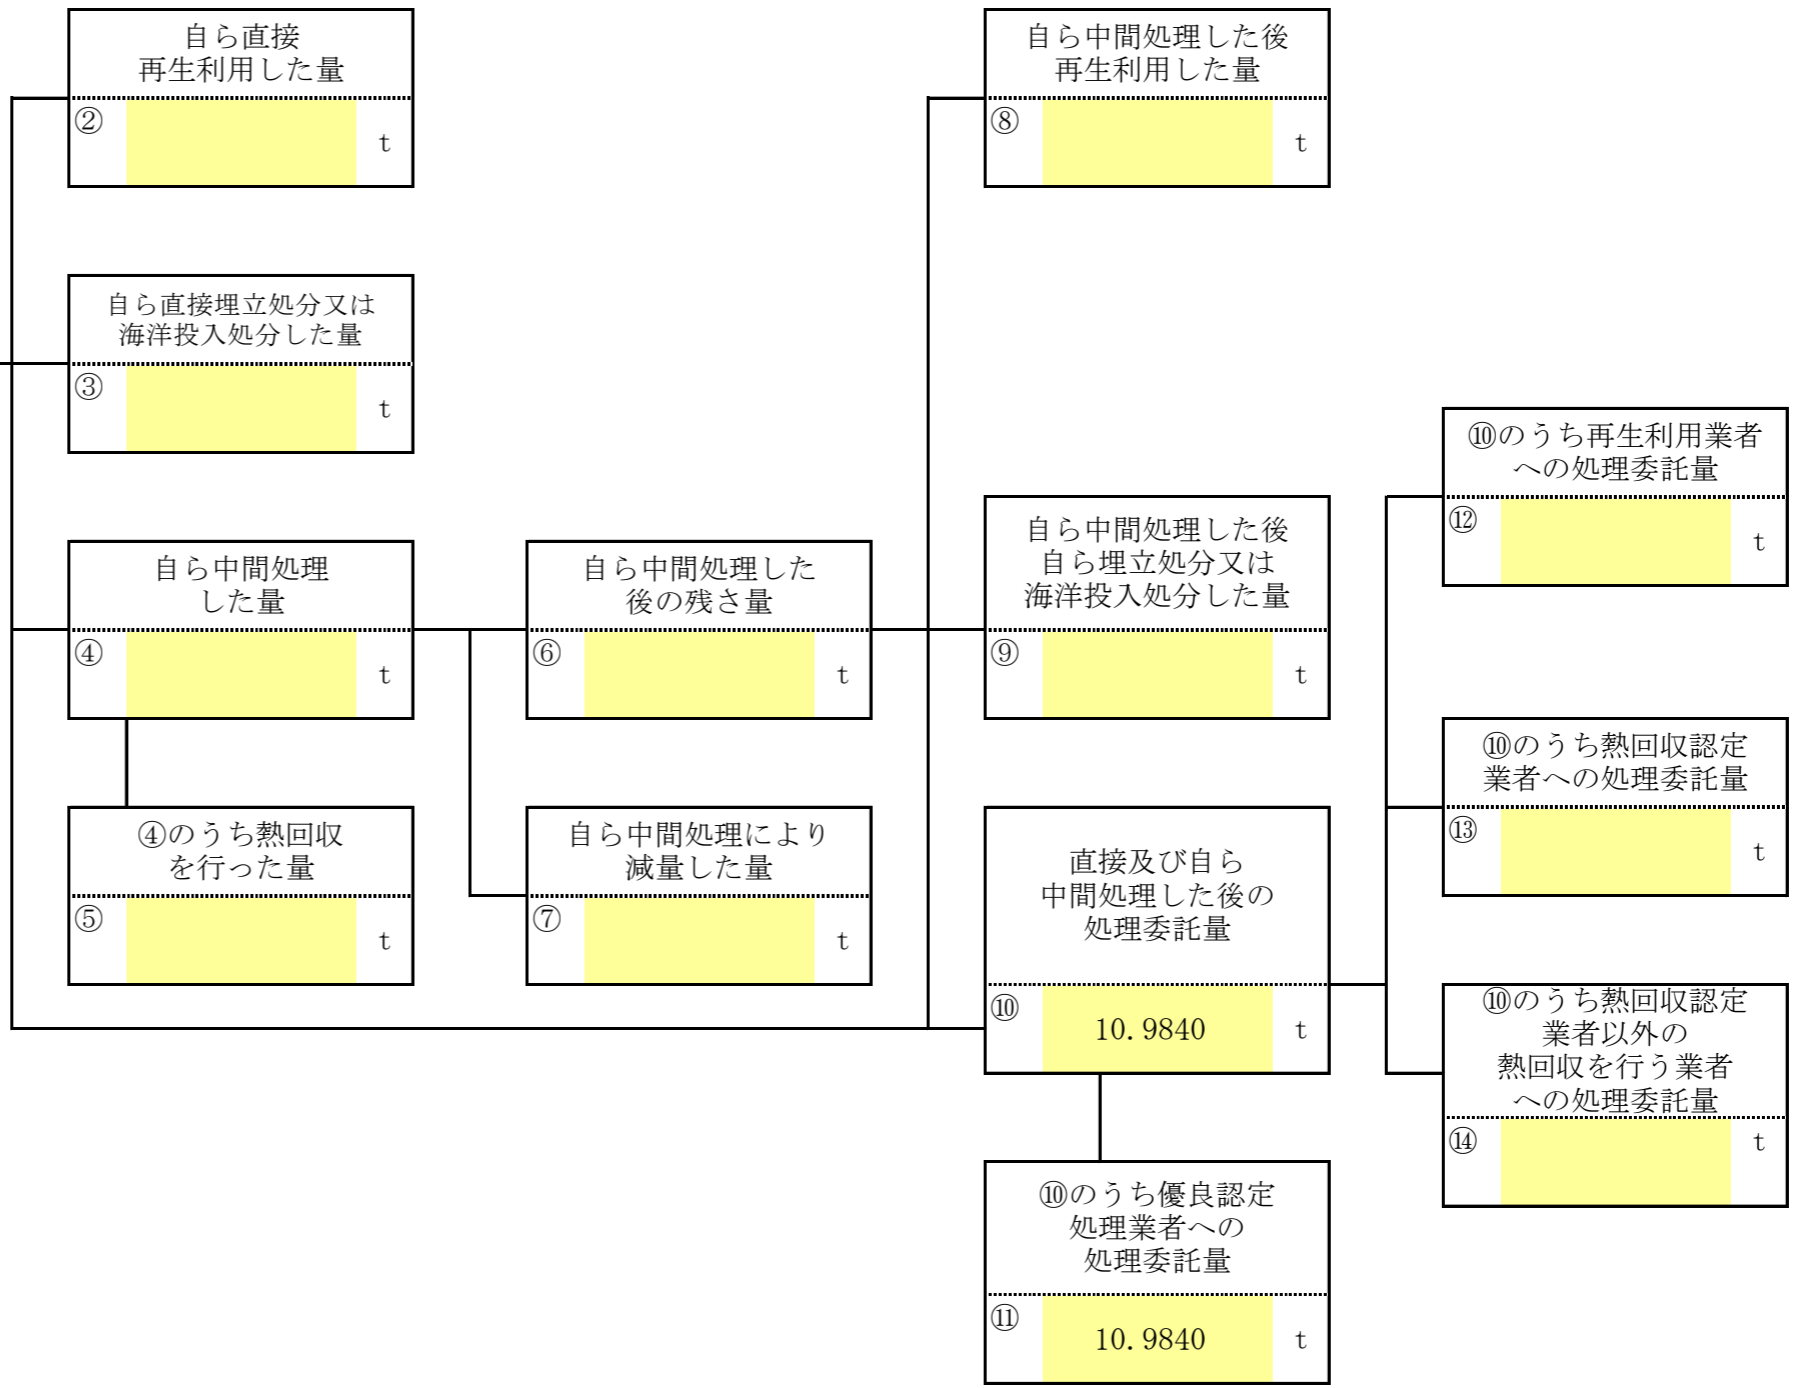 自ら直接
再生利用した量
②
t
自ら中間処理した後
再生利用した量
⑧
t
自ら直接埋立処分又は
海洋投入処分した量
③
t
⑩のうち再生利用業者
への処理委託量
⑫
t
自ら中間処理
した量
④
t
自ら中間処理した
後の残さ量
⑥
t
自ら中間処理した後
自ら埋立処分又は
海洋投入処分した量
⑨
t
⑩のうち熱回収認定
業者への処理委託量
⑬
t
④のうち熱回収
を行った量
⑤
t
自ら中間処理により
減量した量
⑦
t
直接及び自ら
中間処理した後の
処理委託量
⑩
10.9840
t
⑩のうち熱回収認定
業者以外の
熱回収を行う業者
への処理委託量
⑭
t
⑩のうち優良認定
処理業者への
処理委託量
⑪
10.9840
t